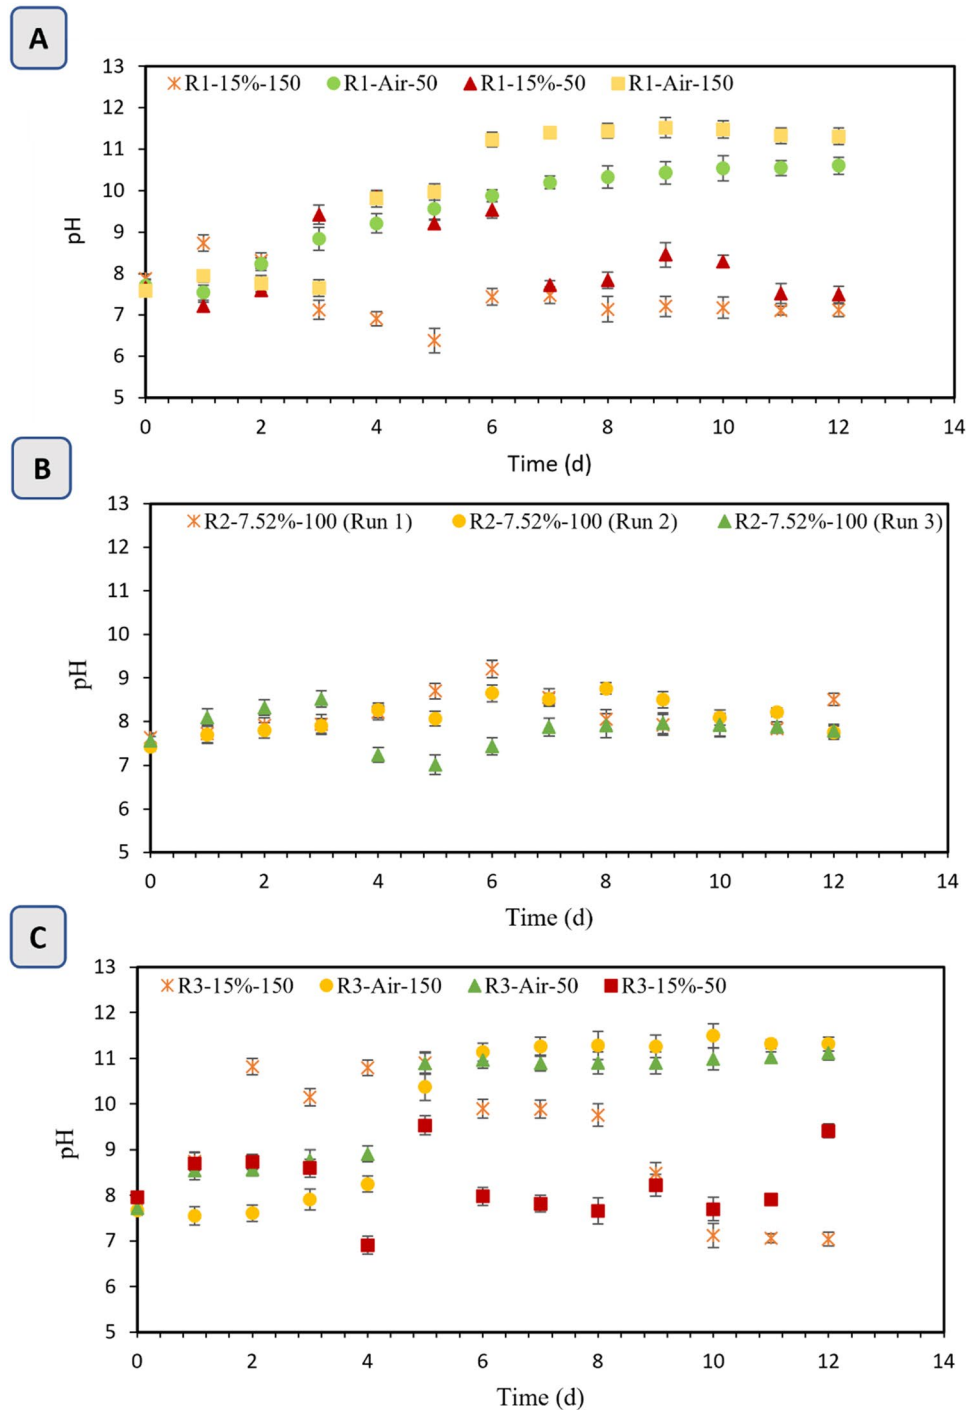 A
13
R1-15%-150 R1-Air-50 R1-15%-50 R1-Air-150
12
11
10
9
8
7
6
5
pH
0 2 4 6 8 10 12 14
Time (d)
B
13
R2-7.52%-100 (Run 1) R2-7.52%-100 (Run 2) R2-7.52%-100 (Run 3)
12
11
10
9
8
7
6
5
pH
0 2 4 6 8 10 12 14
Time (d)
C
13
R3-15%-150 R3-Air-150 R3-Air-50 R3-15%-50
12
11
10
9
8
7
6
5
pH
0 2 4 6 8 10 12 14
Time (d)